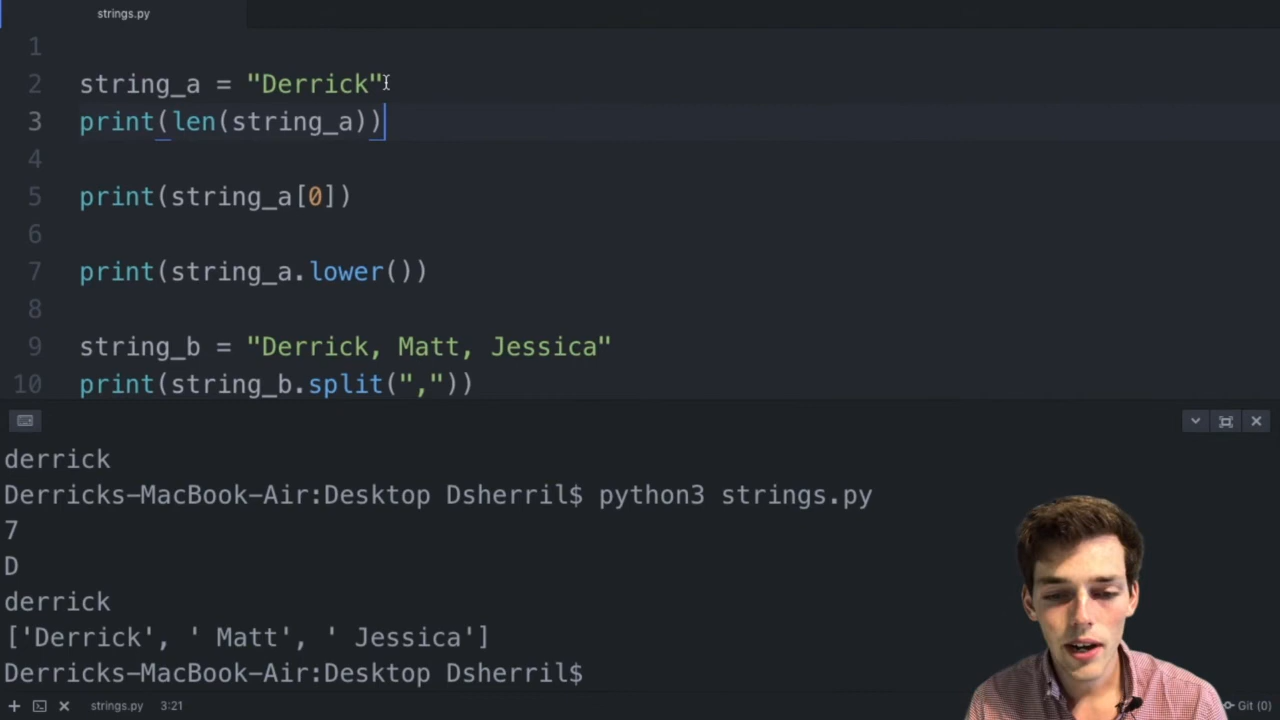 strings.py
1
2 string_a = "Derrick"
3 print(len(string_a))
4
5 print(string_a[0])
6
7 print(string_a.lower())
8
9 string_b = "Derrick, Matt, Jessica"
10 print(string_b.split(","))
derrick
Derricks-MacBook-Air:Desktop Dsherril$ python3 strings.py
7
D
derrick
['Derrick', ' Matt', ' Jessica']
Derricks-MacBook-Air:Desktop Dsherril$
strings.py 3:21 Git (0)